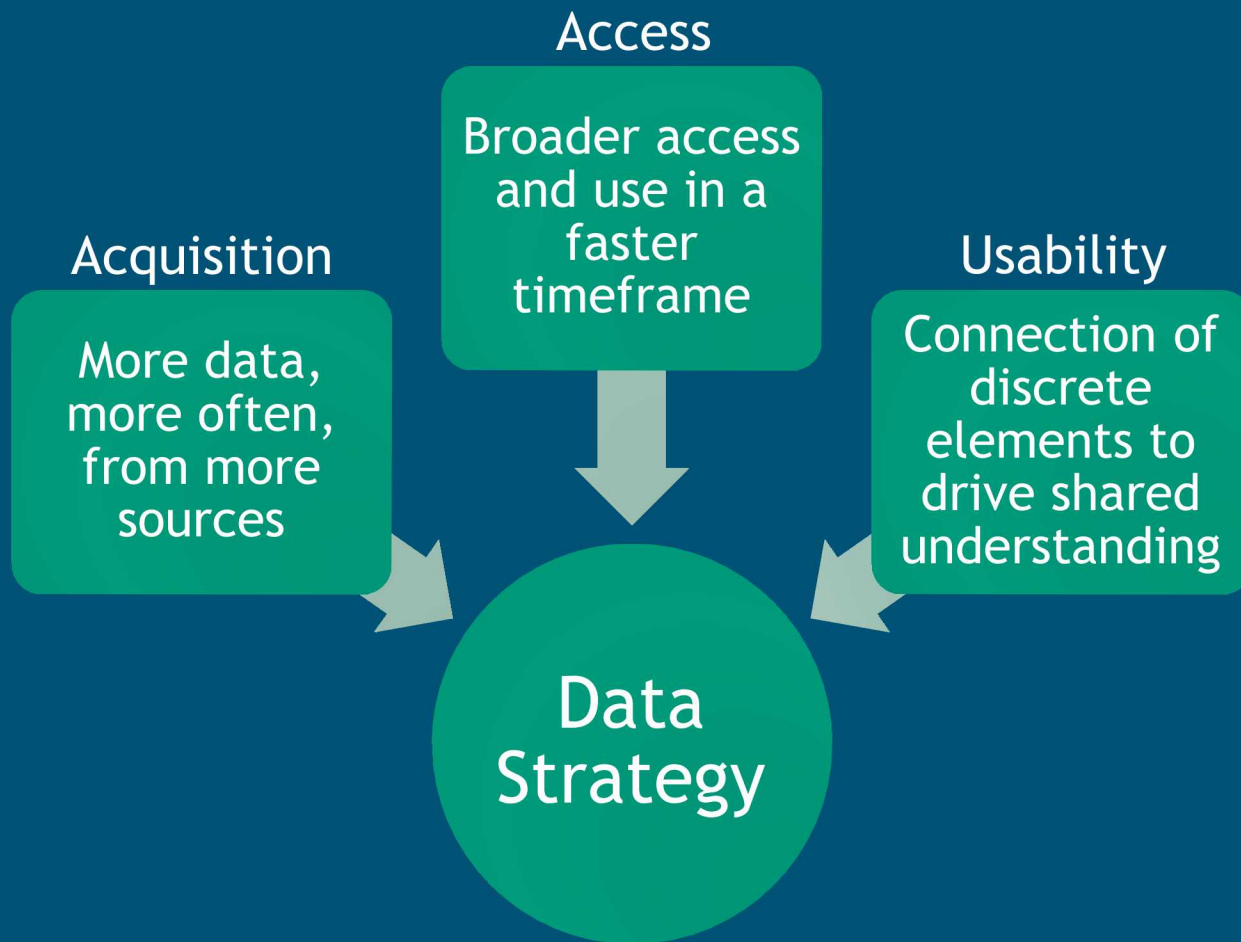 Access
Broader access
and use in a
faster
timeframe
Acquisition
More data,
more often,
from more
sources
Usability
Connection of
discrete
elements to
drive shared
understanding
Data
Strategy